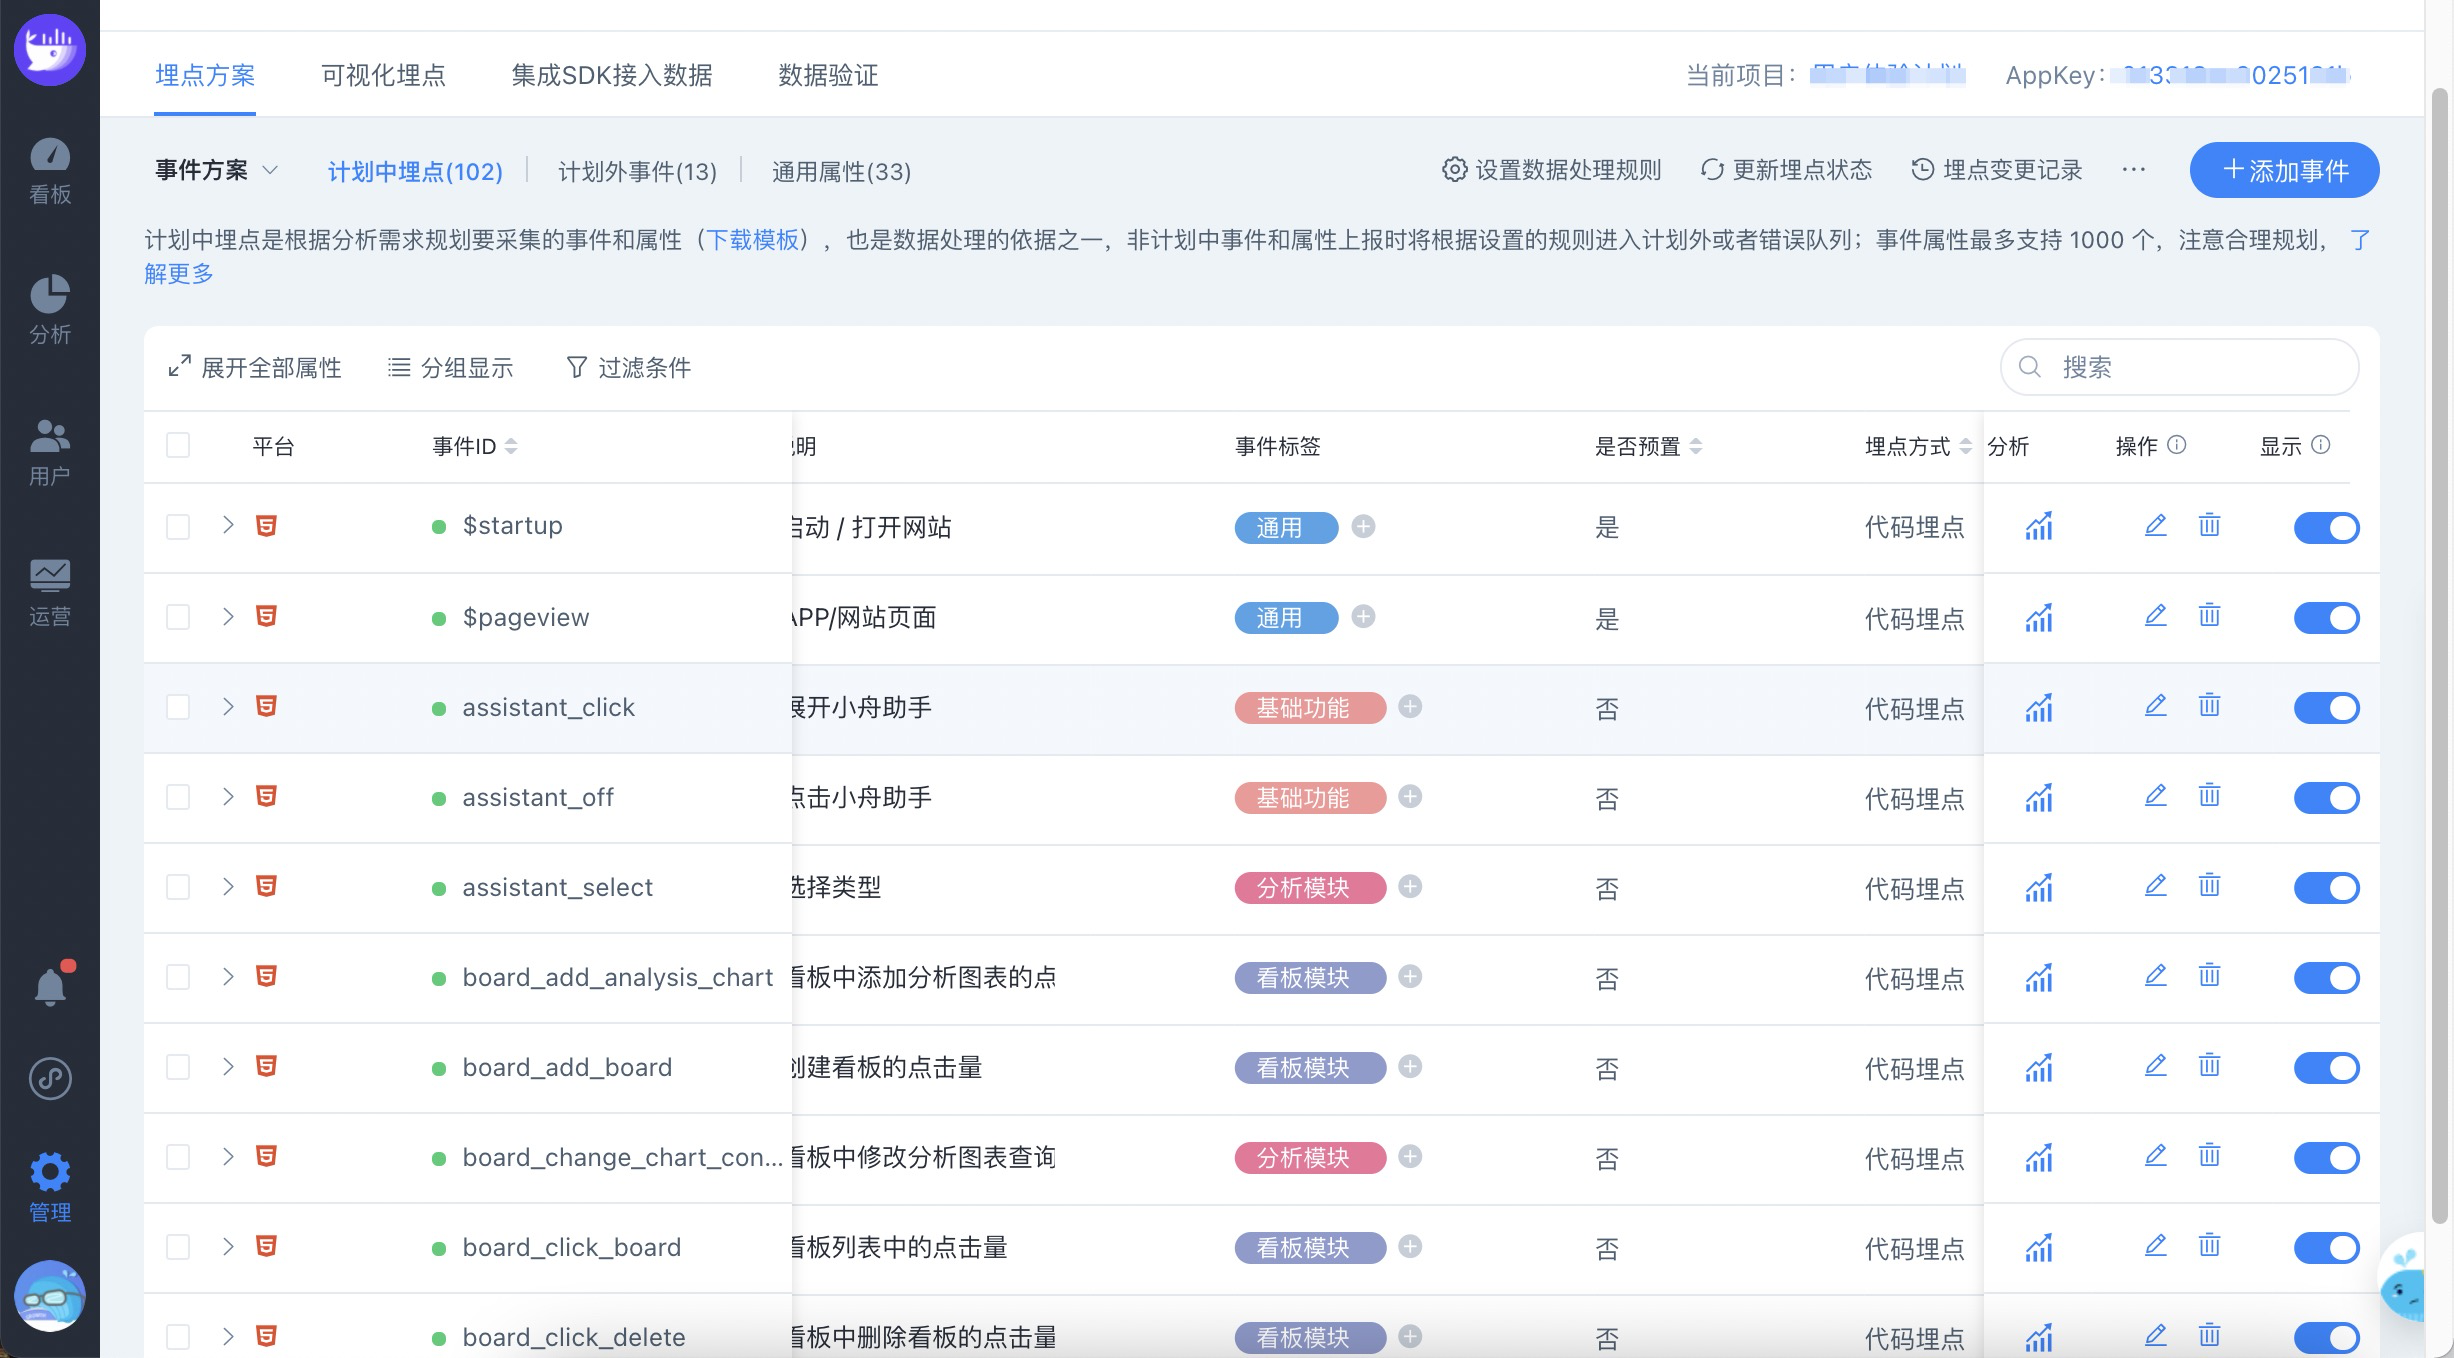 埋点方案 可视化埋点 集成SDK接入数据 数据验证 当前项目： AppKey：
事件方案 计划中埋点(102) 计划外事件(13) 通用属性(33) 设置数据处理规则 更新埋点状态 埋点变更记录 ··· 添加事件
计划中埋点是根据分析需求规划要采集的事件和属性（下载模板），也是数据处理的依据之一，非计划中事件和属性上报时将根据设置的规则进入计划外或者错误队列；事件属性最多支持 1000 个，注意合理规划， 了
解更多
看板
分析
用户
运营
管理
展开全部属性 分组显示 过滤条件 搜索
平台 事件ID 明 事件标签 是否预置 埋点方式 分析 操作 显示
$startup 启动 / 打开网站 通用 是 代码埋点
$pageview APP/网站页面 通用 是 代码埋点
assistant_click 展开小舟助手 基础功能 否 代码埋点
assistant_off 点击小舟助手 基础功能 否 代码埋点
assistant_select 选择类型 分析模块 否 代码埋点
board_add_analysis_chart 看板中添加分析图表的点 看板模块 否 代码埋点
board_add_board 创建看板的点击量 看板模块 否 代码埋点
board_change_chart_con... 看板中修改分析图表查询 分析模块 否 代码埋点
board_click_board 看板列表中的点击量 看板模块 否 代码埋点
board_click_delete 看板中删除看板的点击量 看板模块 否 代码埋点